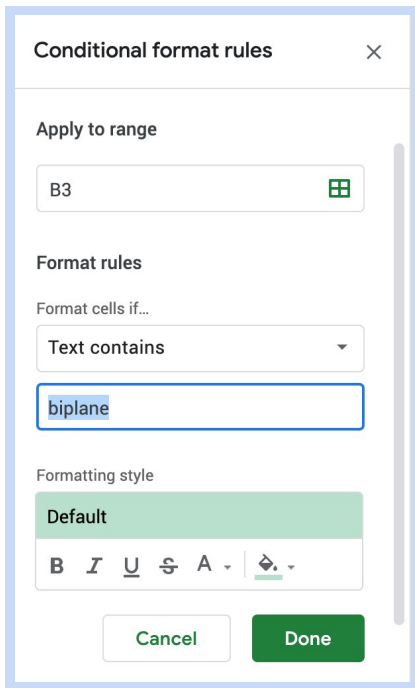 Conditional format rules
Apply to range
B3
Format rules
Format cells if...
Text contains
biplane
Formatting style
Default
B I U S A
Cancel Done